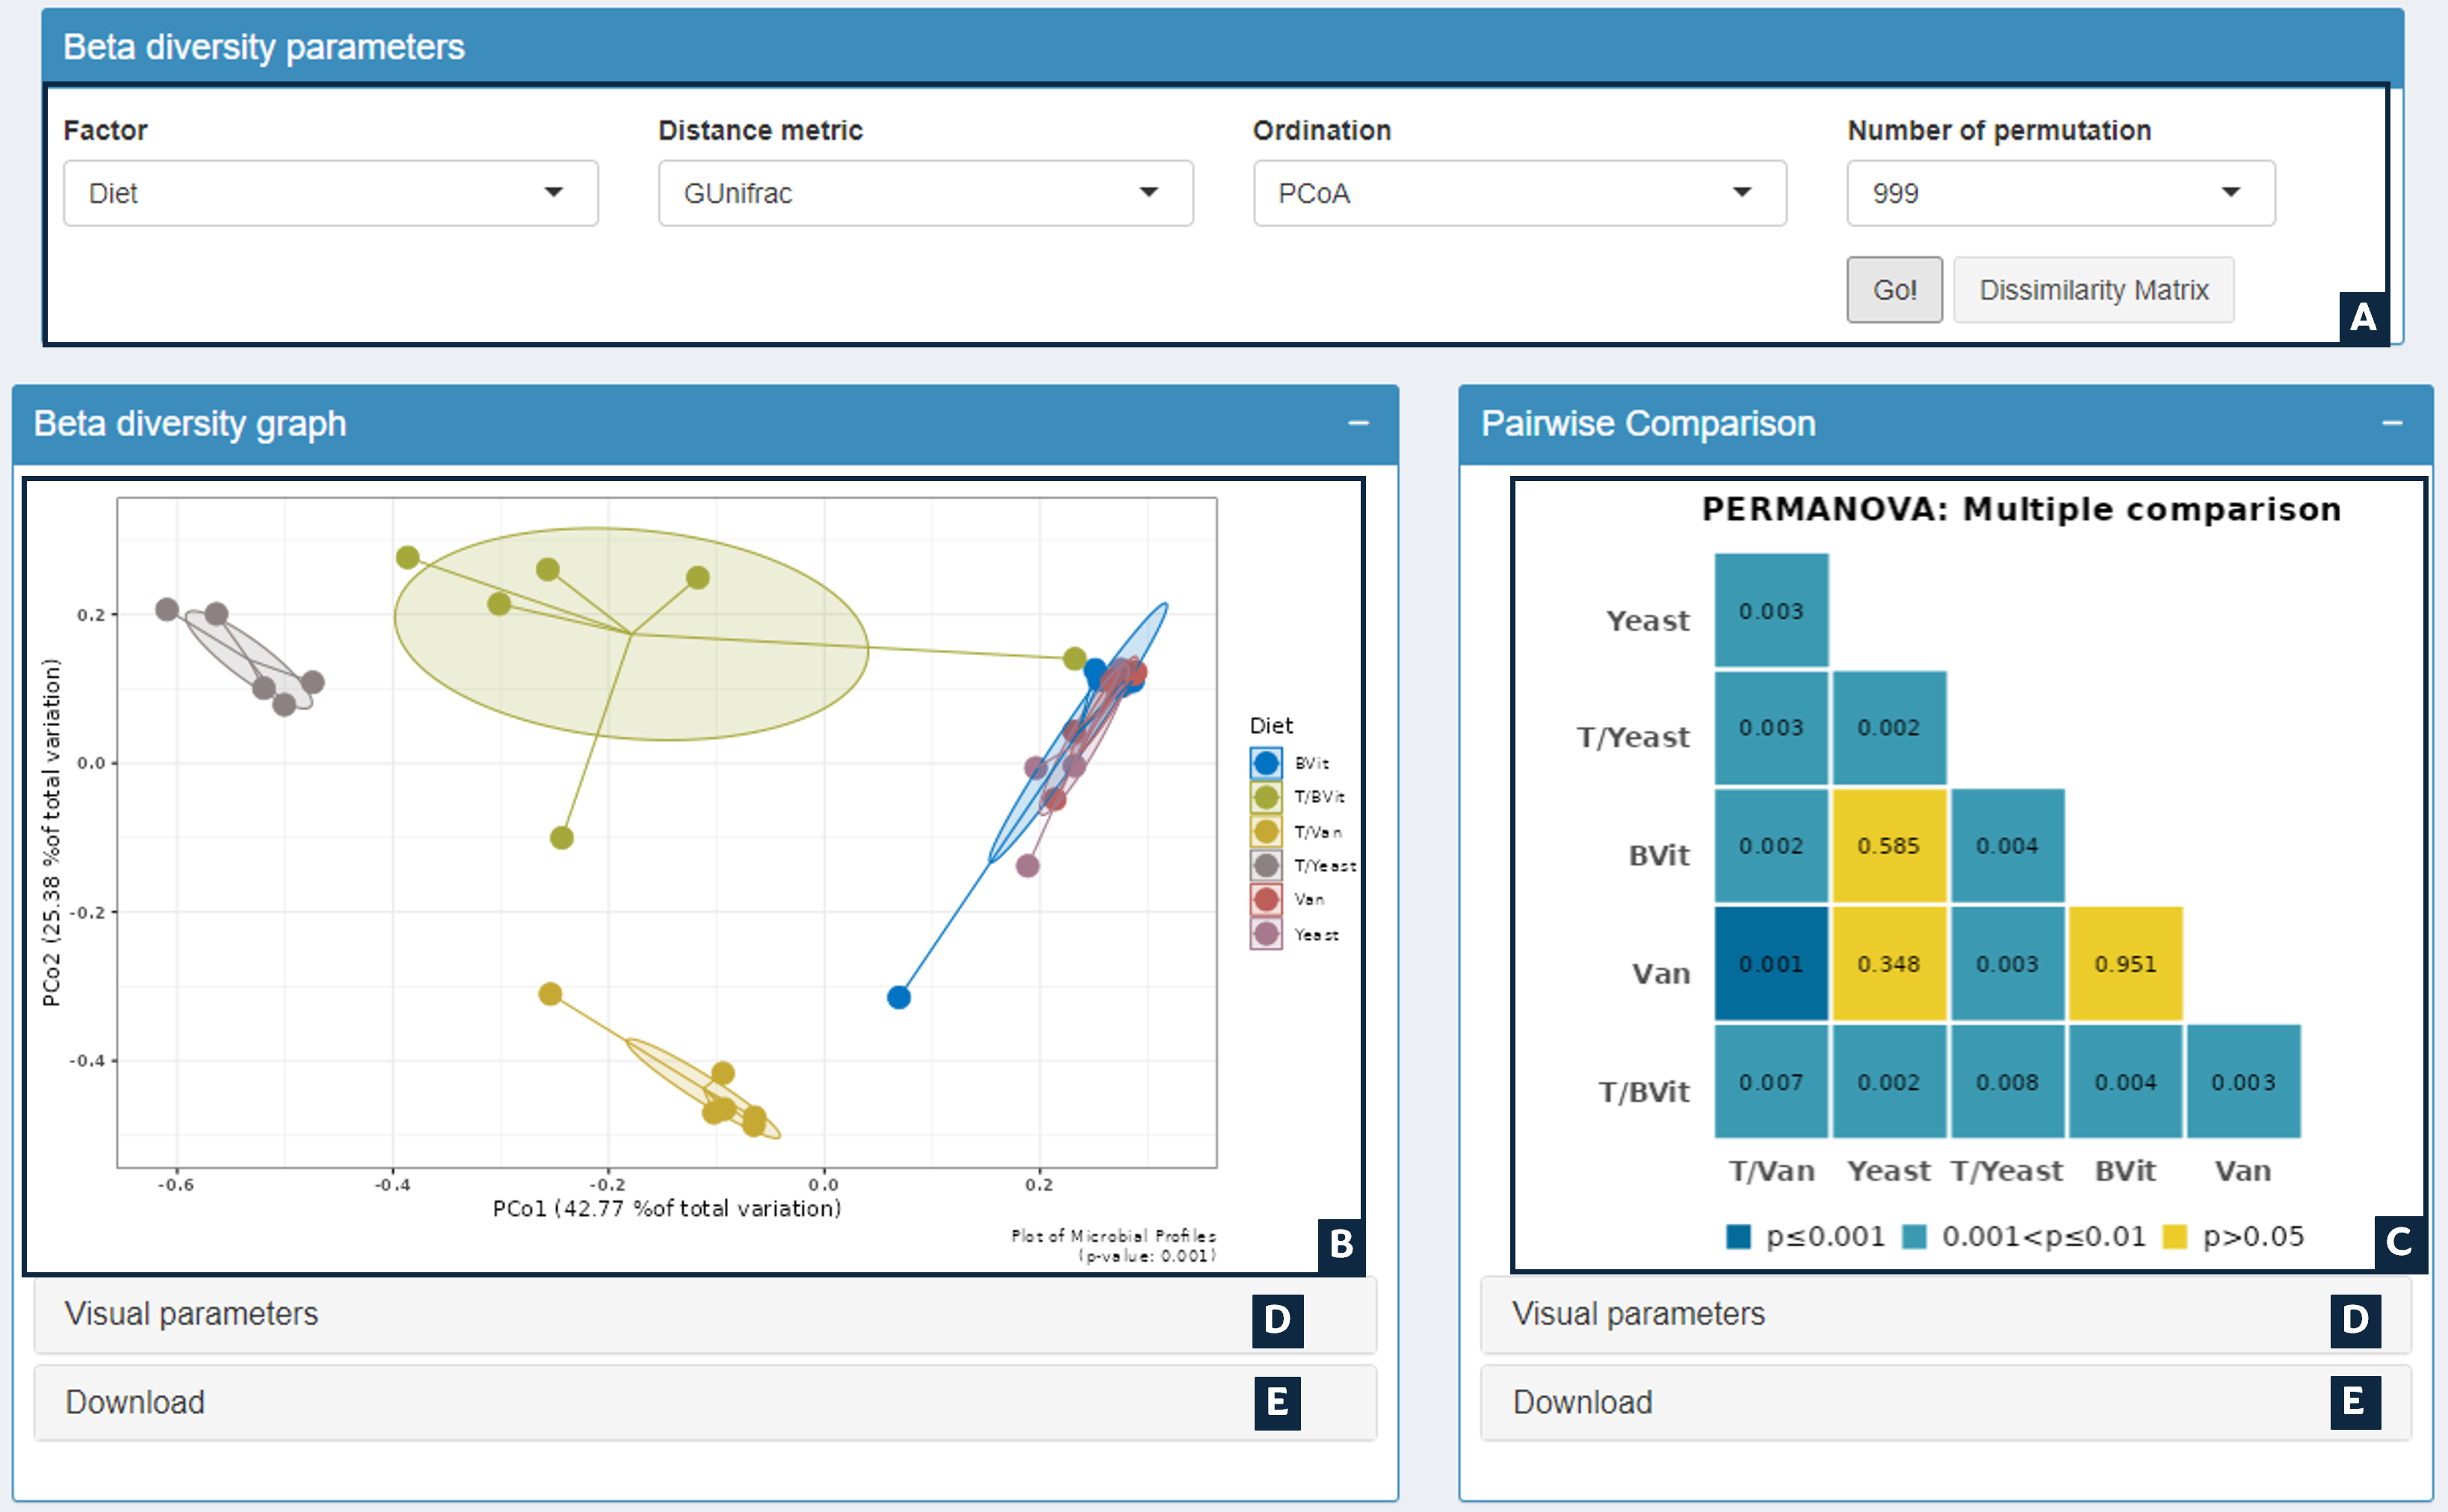 Beta diversity parameters
Factor Distance metric Ordination Number of permutation
Diet GUnifrac PCoA 999
Go! Dissimilarity Matrix
A
Beta diversity graph
0.2
0.0
-0.2
-0.4
PCo2 (25.38 %of total variation)
-0.6 -0.4 -0.2 0.0 0.2
PCo1 (42.77 %of total variation)
Plot of Microbial Profiles
(p-value: 0.001)
Diet
BVit
T/BVit
T/Van
T/Yeast
Van
Yeast
B
Visual parameters D
Download E
Pairwise Comparison
PERMANOVA: Multiple comparison
Yeast 0.003
T/Yeast 0.003 0.002
BVit 0.002 0.585 0.004
Van 0.001 0.348 0.003 0.951
T/BVit 0.007 0.002 0.008 0.004 0.003
T/Van Yeast T/Yeast BVit Van
p≤0.001 0.001<p≤0.01 p>0.05
C
Visual parameters D
Download E